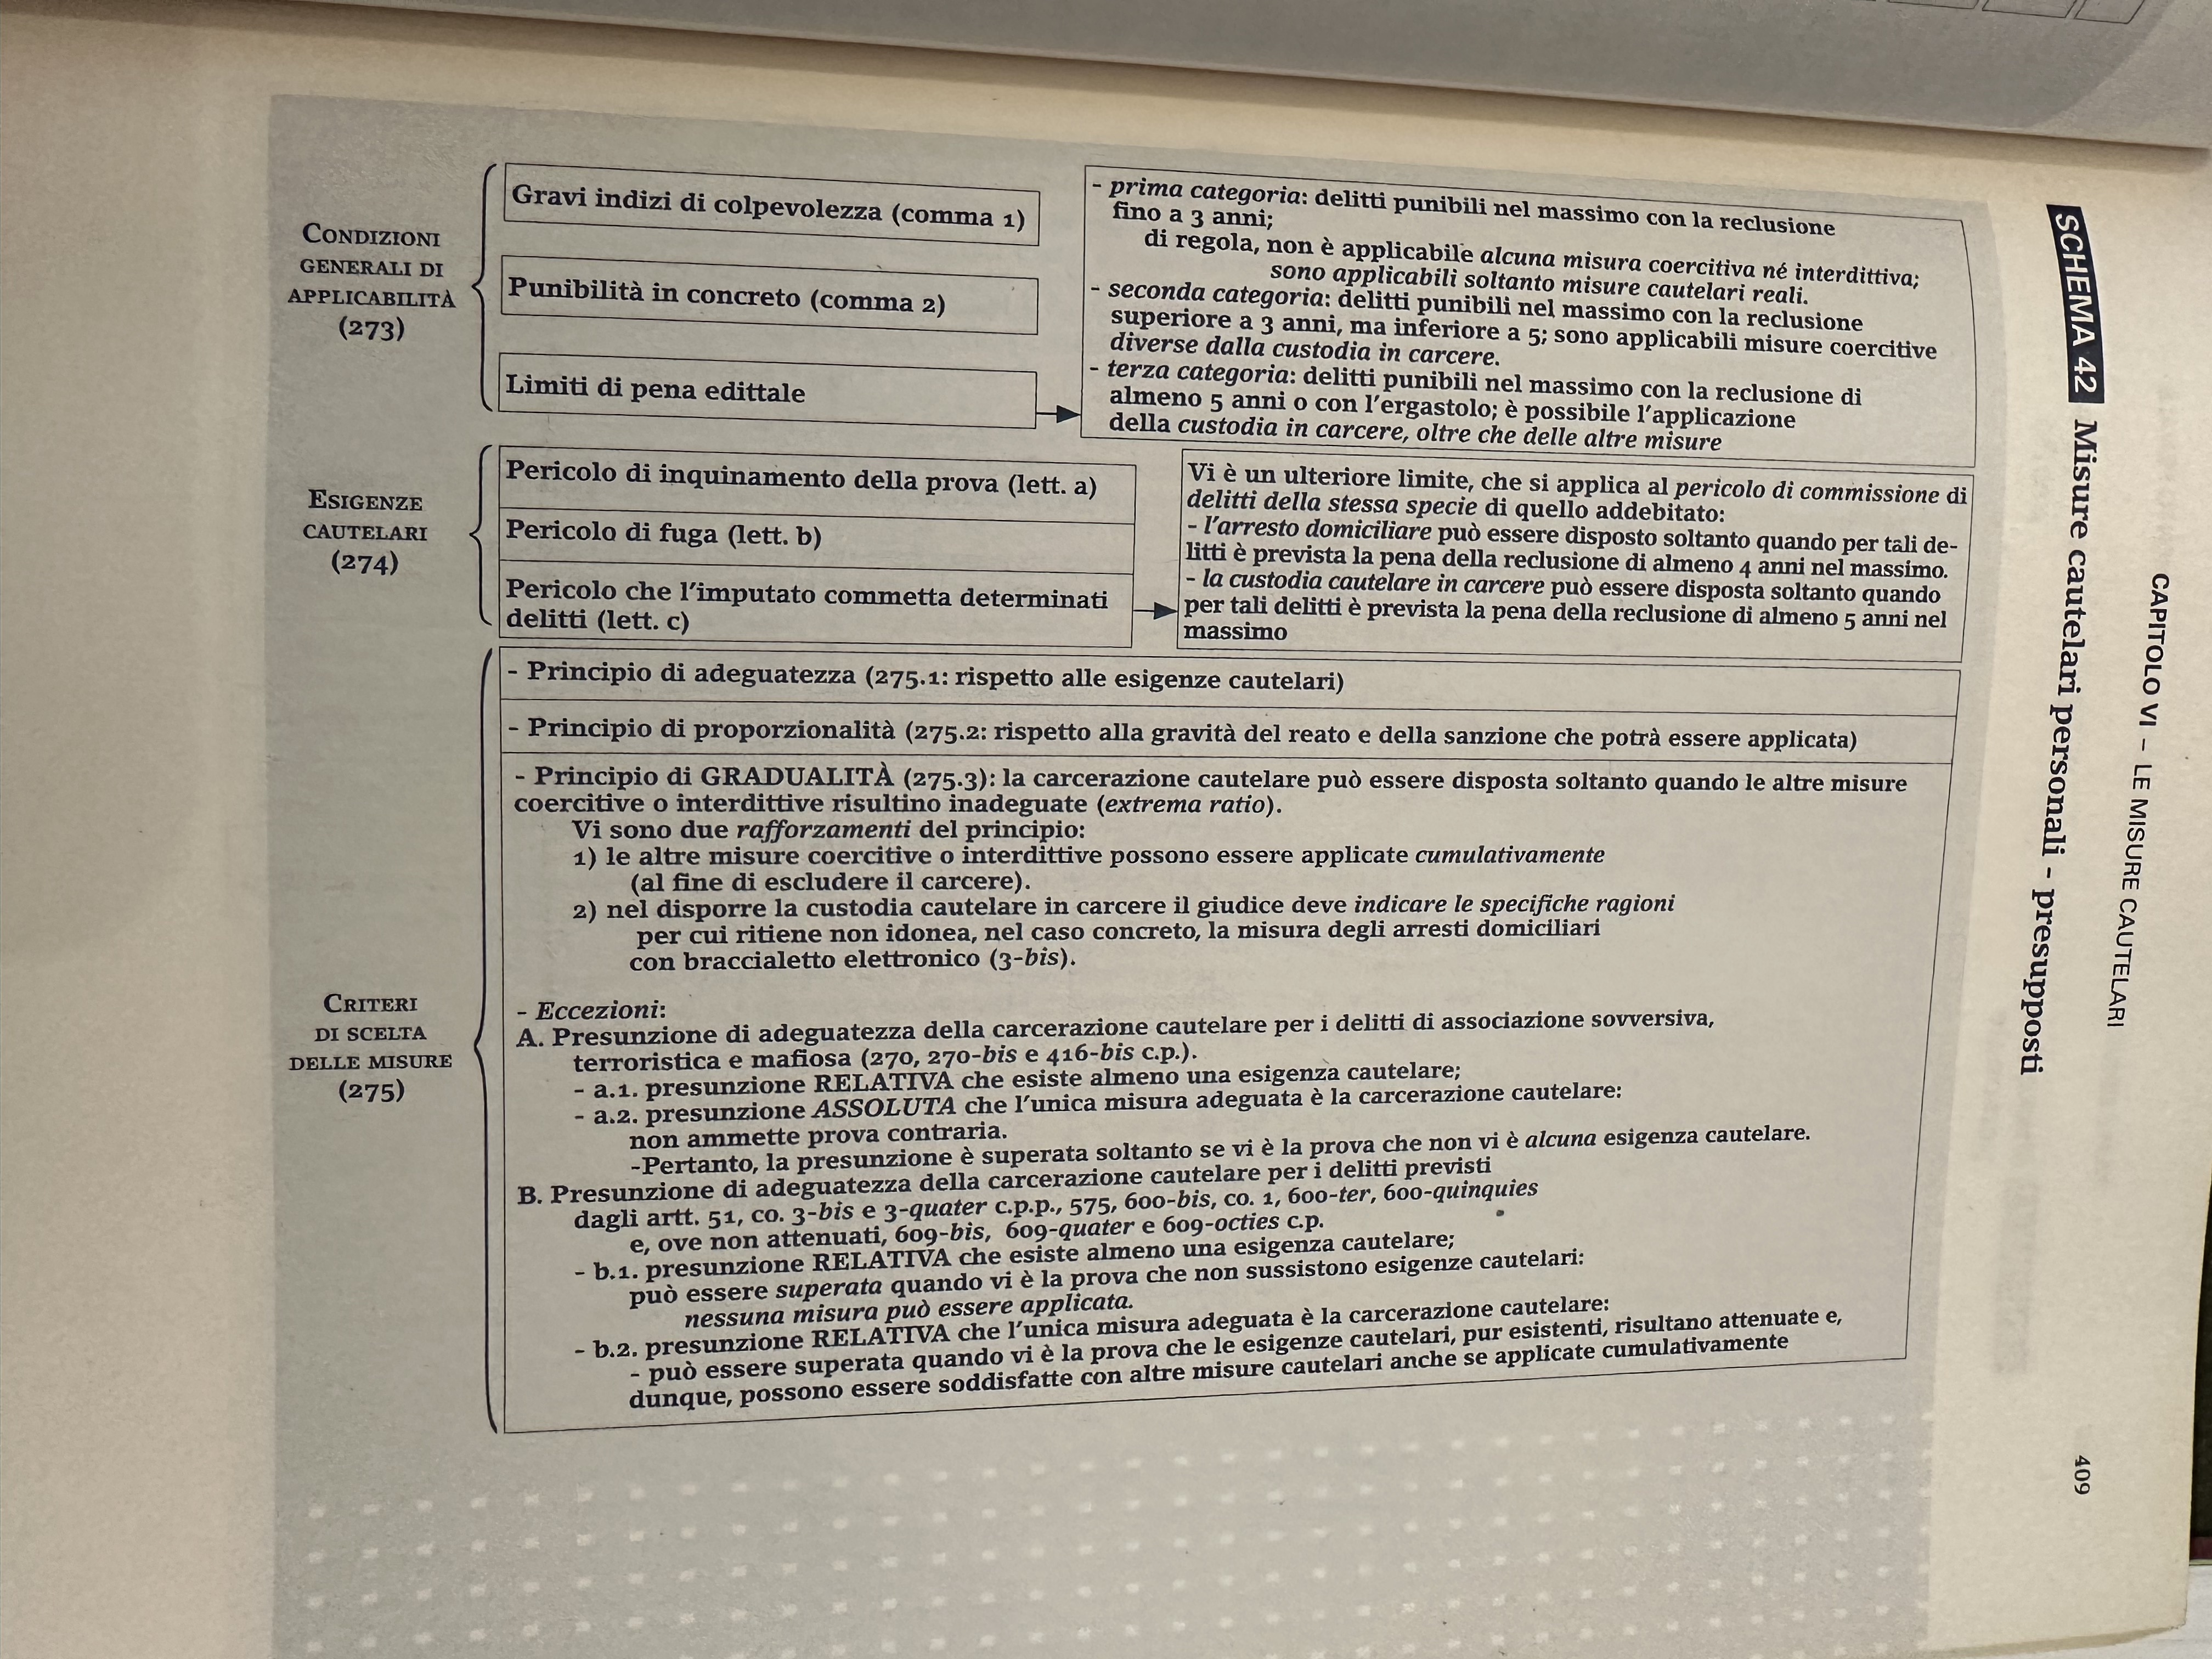 CAPITOLO VI – LE MISURE CAUTELARI
409
SCHEMA 42 Misure cautelari personali - presupposti
CONDIZIONI
GENERALI DI
APPLICABILITÀ
(273)
Gravi indizi di colpevolezza (comma 1)
Punibilità in concreto (comma 2)
Limiti di pena edittale
- prima categoria: delitti punibili nel massimo con la reclusione
fino a 3 anni;
di regola, non è applicabile alcuna misura coercitiva né interdittiva;
sono applicabili soltanto misure cautelari reali.
- seconda categoria: delitti punibili nel massimo con la reclusione
superiore a 3 anni, ma inferiore a 5; sono applicabili misure coercitive
diverse dalla custodia in carcere.
- terza categoria: delitti punibili nel massimo con la reclusione di
almeno 5 anni o con l'ergastolo; è possibile l'applicazione
della custodia in carcere, oltre che delle altre misure
ESIGENZE
CAUTELARI
(274)
Pericolo di inquinamento della prova (lett. a)
Pericolo di fuga (lett. b)
Pericolo che l'imputato commetta determinati
delitti (lett. c)
Vi è un ulteriore limite, che si applica al pericolo di commissione di
delitti della stessa specie di quello addebitato:
- l'arresto domiciliare può essere disposto soltanto quando per tali de-
litti è prevista la pena della reclusione di almeno 4 anni nel massimo.
- la custodia cautelare in carcere può essere disposta soltanto quando
per tali delitti è prevista la pena della reclusione di almeno 5 anni nel
massimo
CRITERI
DI SCELTA
DELLE MISURE
(275)
- Principio di adeguatezza (275.1: rispetto alle esigenze cautelari)
- Principio di proporzionalità (275.2: rispetto alla gravità del reato e della sanzione che potrà essere applicata)
- Principio di GRADUALITÀ (275.3): la carcerazione cautelare può essere disposta soltanto quando le altre misure
coercitive o interdittive risultino inadeguate (extrema ratio).
Vi sono due rafforzamenti del principio:
1) le altre misure coercitive o interdittive possono essere applicate cumulativamente
(al fine di escludere il carcere).
2) nel disporre la custodia cautelare in carcere il giudice deve indicare le specifiche ragioni
per cui ritiene non idonea, nel caso concreto, la misura degli arresti domiciliari
con braccialetto elettronico (3-bis).
- Eccezioni:
A. Presunzione di adeguatezza della carcerazione cautelare per i delitti di associazione sovversiva,
terroristica e mafiosa (270, 270-bis e 416-bis c.p.).
- a.1. presunzione RELATIVA che esiste almeno una esigenza cautelare;
- a.2. presunzione ASSOLUTA che l'unica misura adeguata è la carcerazione cautelare:
non ammette prova contraria.
-Pertanto, la presunzione è superata soltanto se vi è la prova che non vi è alcuna esigenza cautelare.
B. Presunzione di adeguatezza della carcerazione cautelare per i delitti previsti
dagli artt. 51, co. 3-bis e 3-quater c.p.p., 575, 600-bis, co. 1, 600-ter, 600-quinquies
e, ove non attenuati, 609-bis, 609-quater e 609-octies c.p.
- b.1. presunzione RELATIVA che esiste almeno una esigenza cautelare;
può essere superata quando vi è la prova che non sussistono esigenze cautelari:
nessuna misura può essere applicata.
- b.2. presunzione RELATIVA che l'unica misura adeguata è la carcerazione cautelare:
- può essere superata quando vi è la prova che le esigenze cautelari, pur esistenti, risultano attenuate e,
dunque, possono essere soddisfatte con altre misure cautelari anche se applicate cumulativamente